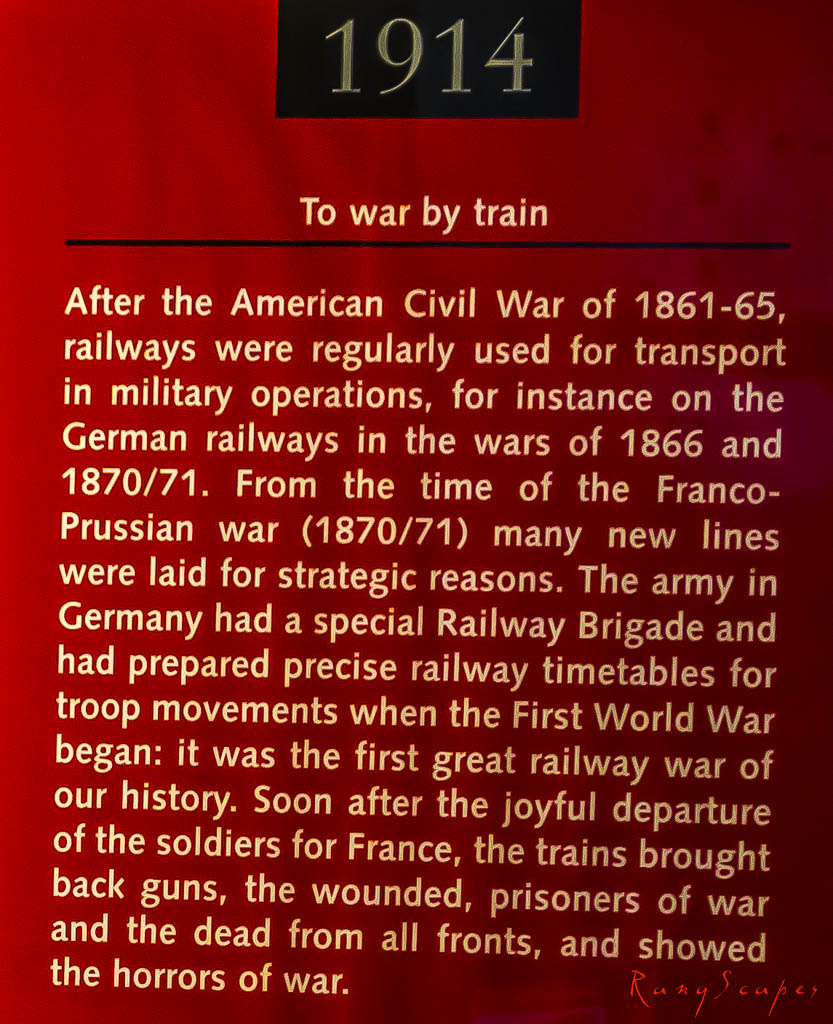 1914
To war by train
After the American Civil War of 1861-65,
railways were regularly used for transport
in military operations, for instance on the
German railways in the wars of 1866 and
1870/71. From the time of the Franco-
Prussian war (1870/71) many new lines
were laid for strategic reasons. The army in
Germany had a special Railway Brigade and
had prepared precise railway timetables for
troop movements when the First World War
began: it was the first great railway war of
our history. Soon after the joyful departure
of the soldiers for France, the trains brought
back guns, the wounded, prisoners of war
and the dead from all fronts, and showed
the horrors of war.
RanyScapes